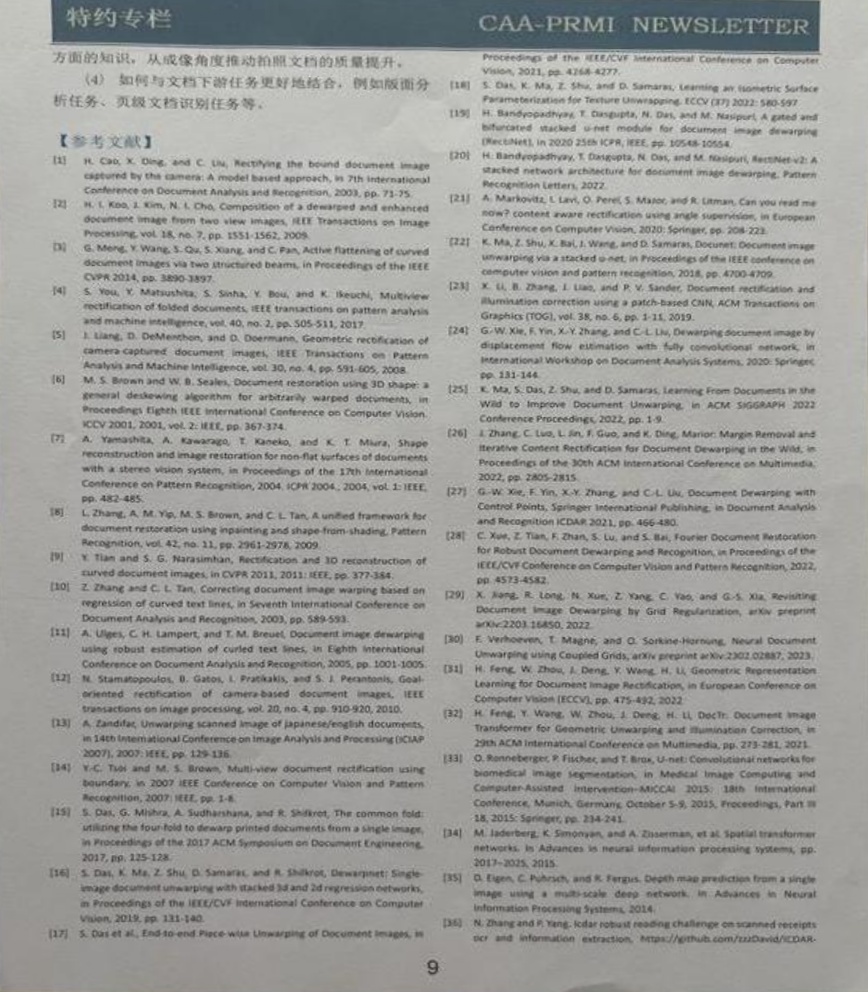 特约专栏
CAA-PRMI NEWSLETTER
方面的知识，从成像角度推动拍照文档的质量提升。
（4） 如何与文档下游任务更好地结合，例如版面分
析任务、页级文档识别任务等。
【参考文献】
[1] H. Cao, X. Ding, and C. Liu, Rectifying the bound document image
captured by the camera: A model based approach, in 7th International
Conference on Document Analysis and Recognition, 2003, pp. 71-75.
[2] H. I. Koo, J. Kim, N. I. Cho, Composition of a dewarped and enhanced
document image from two view images, IEEE Transactions on Image
Processing, vol. 18, no. 7, pp. 1551-1562, 2009.
[3] G. Meng, Y. Wang, S. Qu, S. Xiang, and C. Pan, Active flattening of curved
document images via two structured beams, in Proceedings of the IEEE
CVPR 2014, pp. 3890-3897.
[4] S. You, Y. Matsushita, S. Sinha, Y. Bou, and K. Ikeuchi, Multiview
rectification of folded documents, IEEE transactions on pattern analysis
and machine intelligence, vol. 40, no. 2, pp. 505-511, 2017.
[5] J. Liang, D. DeMenthon, and D. Doermann, Geometric rectification of
camera-captured document images, IEEE Transactions on Pattern
Analysis and Machine Intelligence, vol. 30, no. 4, pp. 591-605, 2008.
[6] M. S. Brown and W. B. Seales, Document restoration using 3D shape: a
general deskewing algorithm for arbitrarily warped documents, in
Proceedings Eighth IEEE International Conference on Computer Vision.
ICCV 2001, 2001, vol. 2: IEEE, pp. 367-374.
[7] A. Yamashita, A. Kawarago, T. Kaneko, and K. T. Miura, Shape
reconstruction and image restoration for non-flat surfaces of documents
with a stereo vision system, in Proceedings of the 17th International
Conference on Pattern Recognition, 2004. ICPR 2004., 2004, vol. 1: IEEE,
pp. 482-485.
[8] L. Zhang, A. M. Yip, M. S. Brown, and C. L. Tan, A unified framework for
document restoration using inpainting and shape-from-shading, Pattern
Recognition, vol. 42, no. 11, pp. 2961-2978, 2009.
[9] Y. Tian and S. G. Narasimhan, Rectification and 3D reconstruction of
curved document images, in CVPR 2011, 2011: IEEE, pp. 377-384.
[10] Z. Zhang and C. L. Tan, Correcting document image warping based on
regression of curved text lines, in Seventh International Conference on
Document Analysis and Recognition, 2003, pp. 589-593.
[11] A. Ulges, C. H. Lampert, and T. M. Breuel, Document image dewarping
using robust estimation of curled text lines, in Eighth International
Conference on Document Analysis and Recognition, 2005, pp. 1001-1005.
[12] N. Stamatopoulos, B. Gatos, I. Pratikakis, and S. J. Perantonis, Goal-
oriented rectification of camera-based document images, IEEE
transactions on image processing, vol. 20, no. 4, pp. 910-920, 2010.
[13] A. Zandifar, Unwarping scanned image of japanese/english documents,
in 14th International Conference on Image Analysis and Processing (ICIAP
2007), 2007: IEEE, pp. 129-136.
[14] Y.-C. Tsoi and M. S. Brown, Multi-view document rectification using
boundary, in 2007 IEEE Conference on Computer Vision and Pattern
Recognition, 2007: IEEE, pp. 1-8.
[15] S. Das, G. Mishra, A. Sudharshana, and R. Shilkrot, The common fold:
utilizing the four-fold to dewarp printed documents from a single image,
in Proceedings of the 2017 ACM Symposium on Document Engineering,
2017, pp. 125-128.
[16] S. Das, K. Ma, Z. Shu, D. Samaras, and R. Shilkrot, Dewarpnet: Single-
image document unwarping with stacked 3d and 2d regression networks,
in Proceedings of the IEEE/CVF International Conference on Computer
Vision, 2019, pp. 131-140.
[17] S. Das et al., End-to-end Piece-wise Unwarping of Document Images, in
Proceedings of the IEEE/CVF International Conference on Computer
Vision, 2021, pp. 4268-4277.
[18] S. Das, K. Ma, Z. Shu, and D. Samaras, Learning an Isometric Surface
Parameterization for Texture Unwrapping. ECCV (37) 2022: 580-597
[19] H. Bandyopadhyay, T. Dasgupta, N. Das, and M. Nasipuri, A gated and
bifurcated stacked u-net module for document image dewarping
(RectiNet), in 2020 25th ICPR, IEEE, pp. 10548-10554.
[20] H. Bandyopadhyay, T. Dasgupta, N. Das, and M. Nasipuri, RectiNet-v2: A
stacked network architecture for document image dewarping, Pattern
Recognition Letters, 2022.
[21] A. Markovitz, I. Lavi, O. Perel, S. Mazor, and R. Litman, Can you read me
now? content aware rectification using angle supervision, in European
Conference on Computer Vision, 2020: Springer, pp. 208-223.
[22] K. Ma, Z. Shu, X. Bai, J. Wang, and D. Samaras, Docunet: Document image
unwarping via a stacked u-net, in Proceedings of the IEEE conference on
computer vision and pattern recognition, 2018, pp. 4700-4709.
[23] X. Li, B. Zhang, J. Liao, and P. V. Sander, Document rectification and
illumination correction using a patch-based CNN, ACM Transactions on
Graphics (TOG), vol. 38, no. 6, pp. 1-11, 2019.
[24] G.-W. Xie, F. Yin, X.-Y. Zhang, and C.-L. Liu, Dewarping document image by
displacement flow estimation with fully convolutional network, in
International Workshop on Document Analysis Systems, 2020: Springer,
pp. 131-144.
[25] K. Ma, S. Das, Z. Shu, and D. Samaras, Learning From Documents in the
Wild to Improve Document Unwarping, in ACM SIGGRAPH 2022
Conference Proceedings, 2022, pp. 1-9.
[26] J. Zhang, C. Luo, L. Jin, F. Guo, and K. Ding, Marior: Margin Removal and
Iterative Content Rectification for Document Dewarping in the Wild, in
Proceedings of the 30th ACM International Conference on Multimedia,
2022, pp. 2805-2815.
[27] G.-W. Xie, F. Yin, X.-Y. Zhang, and C.-L. Liu, Document Dewarping with
Control Points, Springer International Publishing, in Document Analysis
and Recognition ICDAR 2021, pp. 466-480.
[28] C. Xue, Z. Tian, F. Zhan, S. Lu, and S. Bai, Fourier Document Restoration
for Robust Document Dewarping and Recognition, in Proceedings of the
IEEE/CVF Conference on Computer Vision and Pattern Recognition, 2022,
pp. 4573-4582.
[29] X. Jiang, R. Long, N. Xue, Z. Yang, C. Yao, and G.-S. Xia, Revisiting
Document Image Dewarping by Grid Regularization, arXiv preprint
arXiv:2203.16850, 2022.
[30] F. Verhoeven, T. Magne, and O. Sorkine-Hornung, Neural Document
Unwarping using Coupled Grids, arXiv preprint arXiv:2302.02887, 2023.
[31] H. Feng, W. Zhou, J. Deng, Y. Wang, H. Li, Geometric Representation
Learning for Document Image Rectification, in European Conference on
Computer Vision (ECCV), pp. 475-492, 2022
[32] H. Feng, Y. Wang, W. Zhou, J. Deng, H. Li, DocTr: Document Image
Transformer for Geometric Unwarping and Illumination Correction, in
29th ACM International Conference on Multimedia, pp. 273-281, 2021.
[33] O. Ronneberger, P. Fischer, and T. Brox, U-net: Convolutional networks for
biomedical image segmentation, in Medical Image Computing and
Computer-Assisted Intervention–MICCAI 2015: 18th International
Conference, Munich, Germany, October 5-9, 2015, Proceedings, Part III
18, 2015: Springer, pp. 234-241.
[34] M. Jaderberg, K. Simonyan, and A. Zisserman, et al. Spatial transformer
networks. In Advances in neural information processing systems, pp.
2017–2025, 2015.
[35] D. Eigen, C. Puhrsch, and R. Fergus. Depth map prediction from a single
image using a multi-scale deep network. In Advances in Neural
Information Processing Systems, 2014.
[36] N. Zhang and P. Yang. Icdar robust reading challenge on scanned receipts
ocr and information extraction, https://github.com/zzzDavid/ICDAR-
9